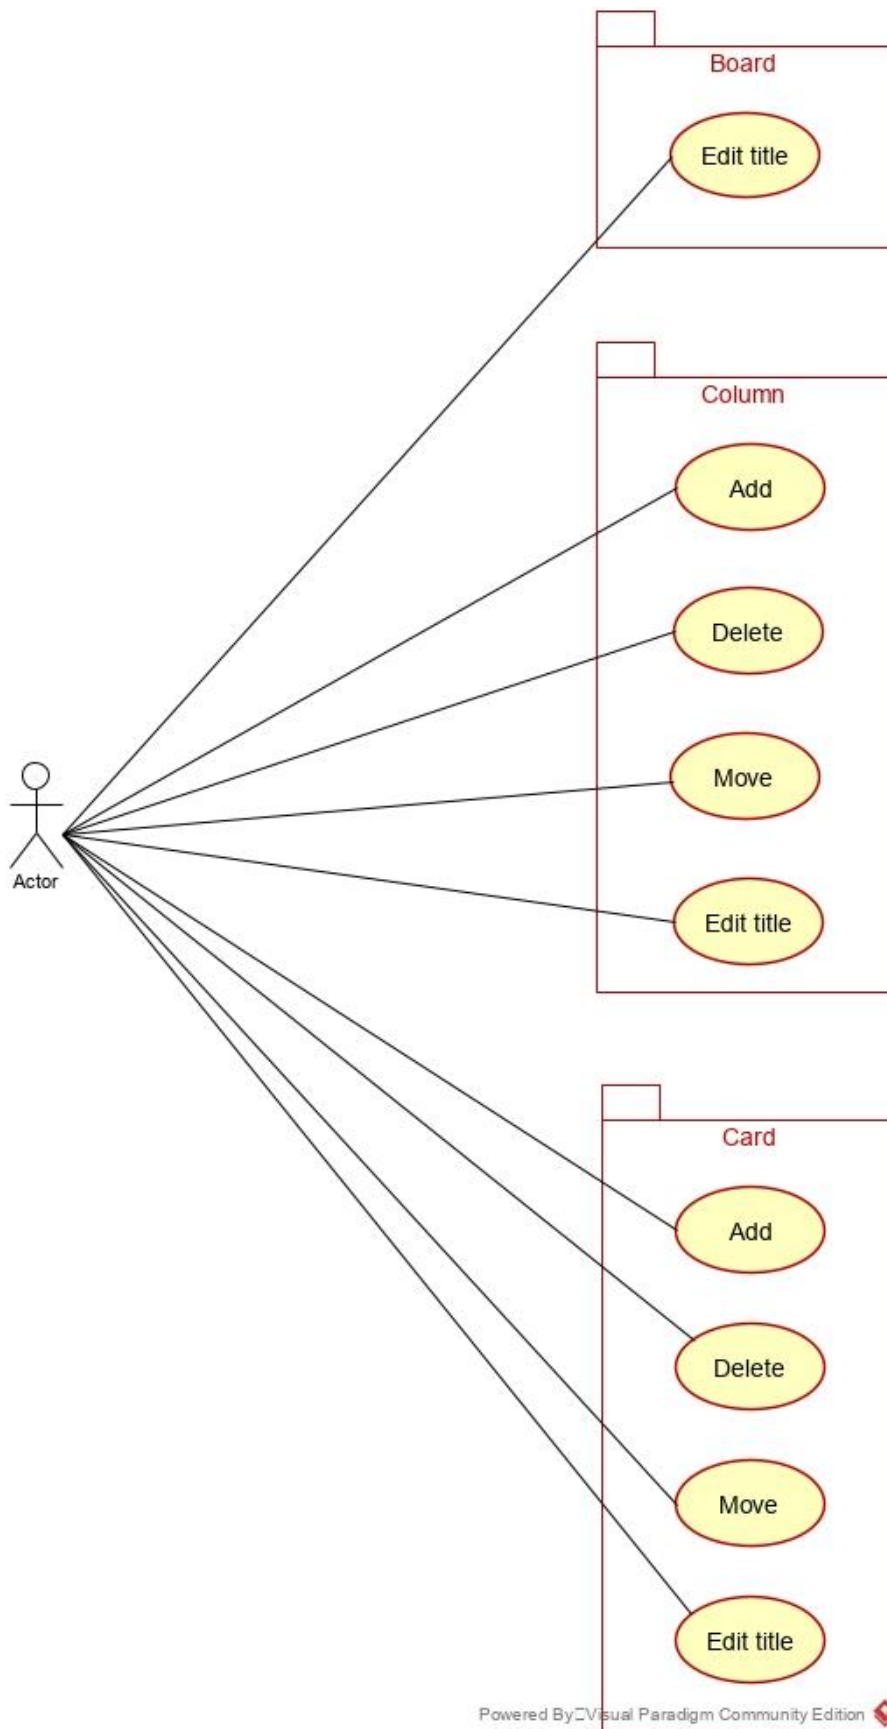 Board
Edit title
Column
Add
Delete
Move
Edit title
Actor
Card
Add
Delete
Move
Edit title
Powered By□Visual Paradigm Community Edition